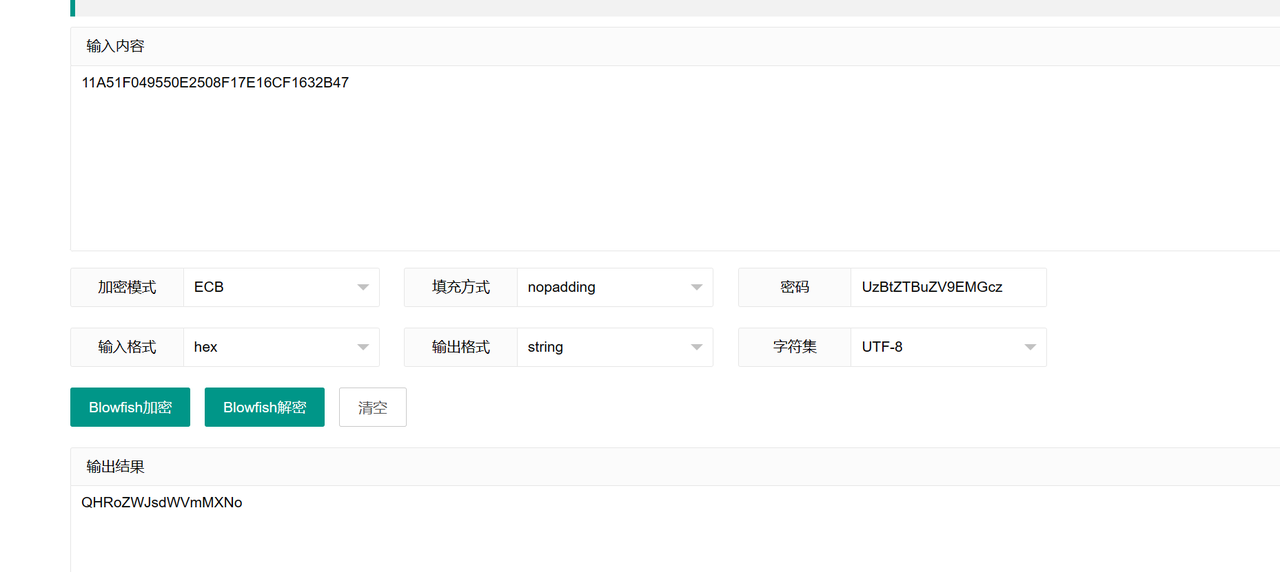 输入内容
11A51F049550E2508F17E16CF1632B47
加密模式 ECB 填充方式 nopadding 密码 UzBtZTBuZV9EMGcz
输入格式 hex 输出格式 string 字符集 UTF-8
Blowfish加密 Blowfish解密 清空
输出结果
QHRoZWJsdWVmMXNo